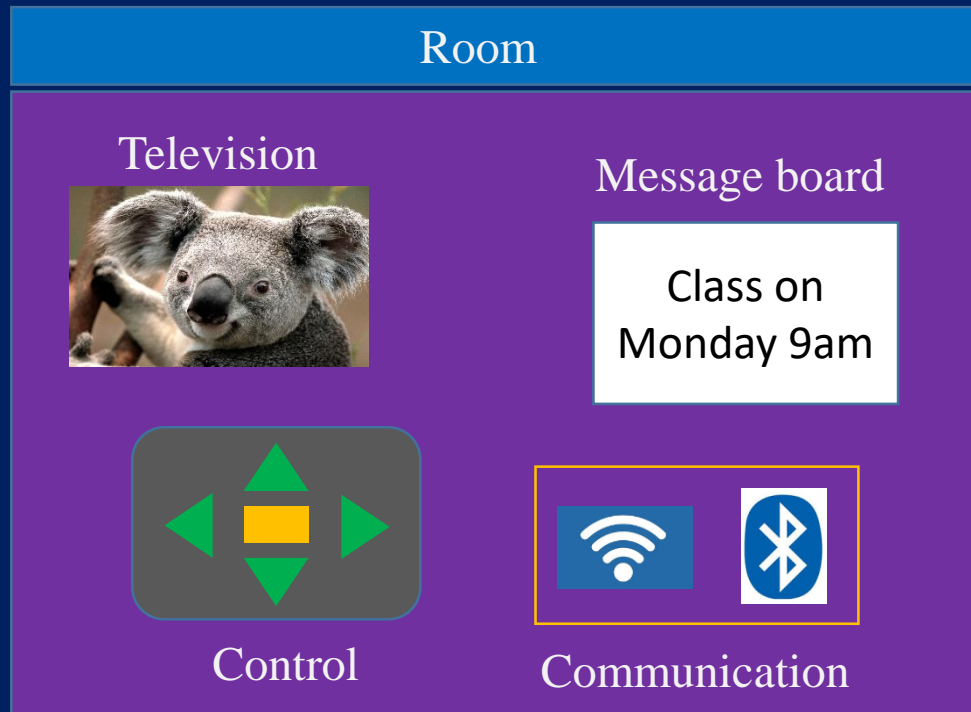 Room
Television
Message board
Class on
Monday 9am
Control
Communication